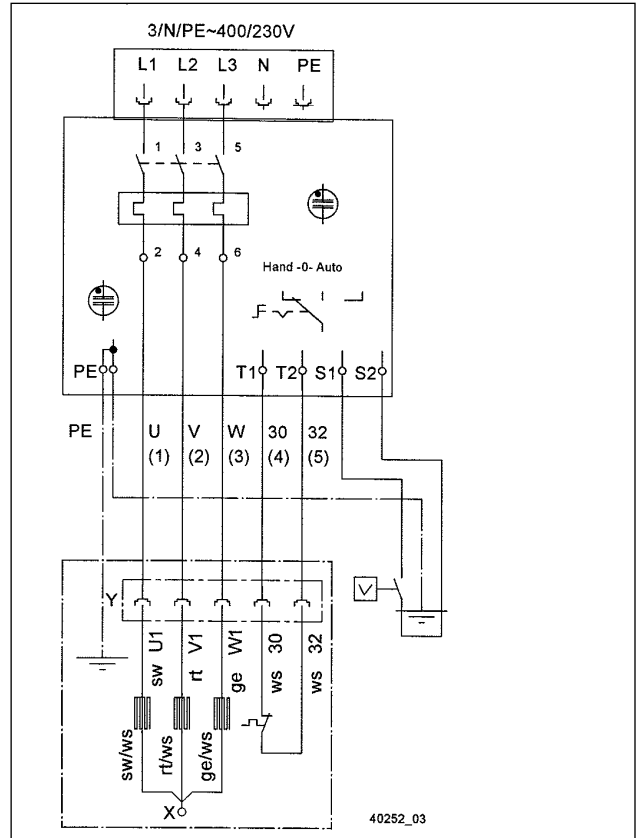 3/N/PE~400/230V
L1 L2 L3 N PE
1 3 5
2 4 6
Hand -0- Auto
PE T1 T2 S1 S2
PE U V W 30 32
(1) (2) (3) (4) (5)
Y
U1 V1 W1 30 32
sw rt ge ws ws
sw/ws rt/ws ge/ws
X
40252_03